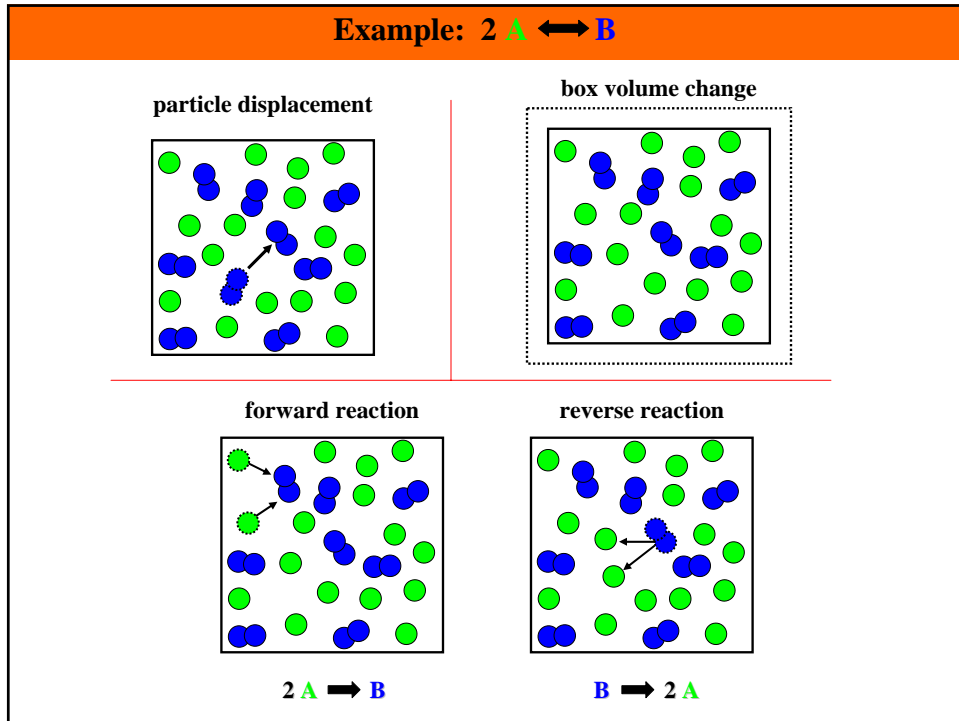 Example: 2 A ⟷ B
particle displacement
box volume change
forward reaction
reverse reaction
2 A → B
B → 2 A